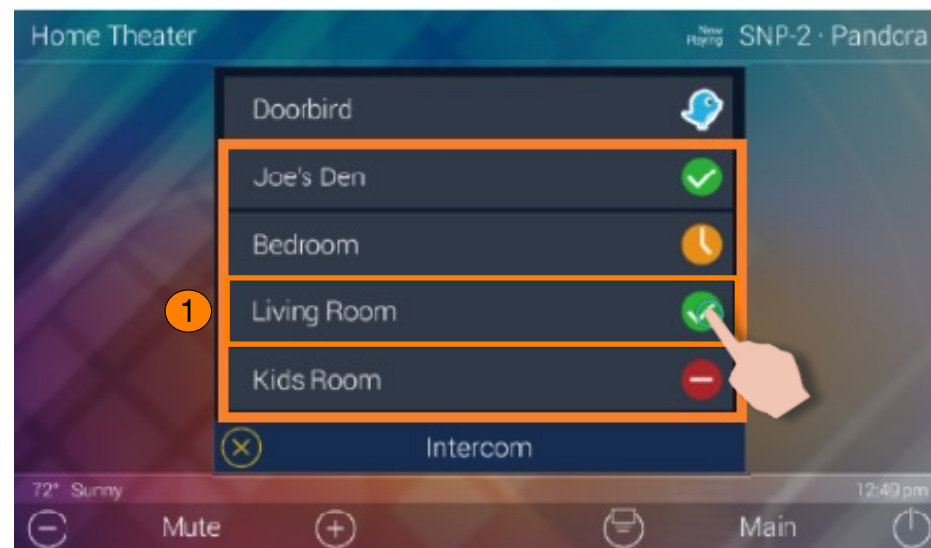 Home Theater
Now Playing SNP-2 · Pandora
Doorbird
Joe's Den
Bedroom
1 Living Room
Kids Room
Intercom
72° Sunny 12:49 pm
Mute Main